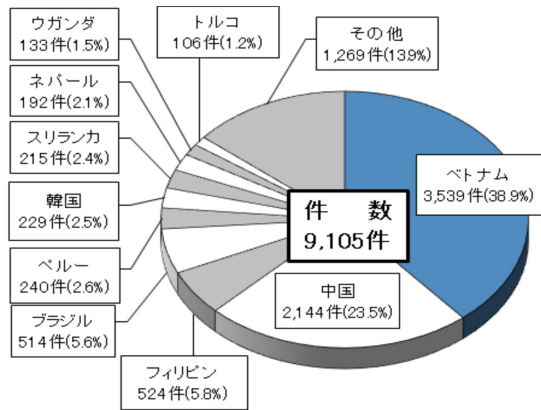 ウガンダ
133件(1.5%)
トルコ
106件(1.2%)
その他
1,269件(13.9%)
ネパール
192件(2.1%)
スリランカ
215件(2.4%)
韓国
229件(2.5%)
ペルー
240件(2.6%)
ブラジル
514件(5.6%)
フィリピン
524件(5.8%)
中国
2,144件(23.5%)
ベトナム
3,539件(38.9%)
件 数
9,105件